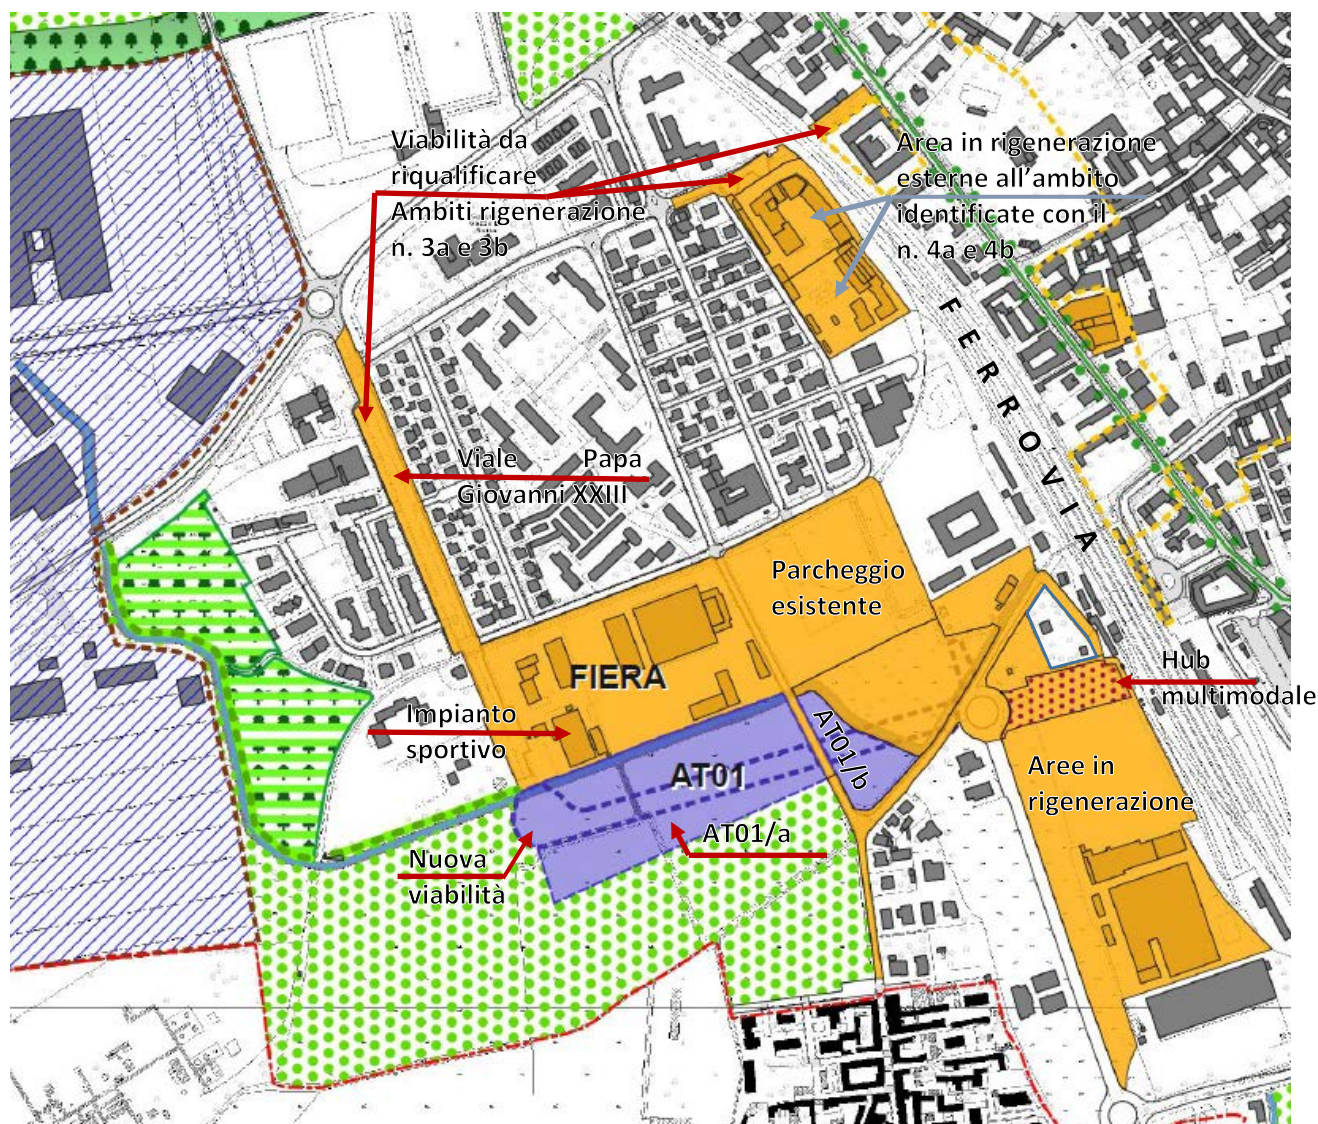 Viabilità da
riqualificare
Ambiti rigenerazione
n. 3a e 3b
Area in rigenerazione
esterne all'ambito
identificate con il
n. 4a e 4b
FERROVIA
Viale Papa
Giovanni XXIII
Parcheggio
esistente
FIERA
Impianto
sportivo
Hub
multimodale
AT01/b
AT01
Aree in
rigenerazione
AT01/a
Nuova
viabilità